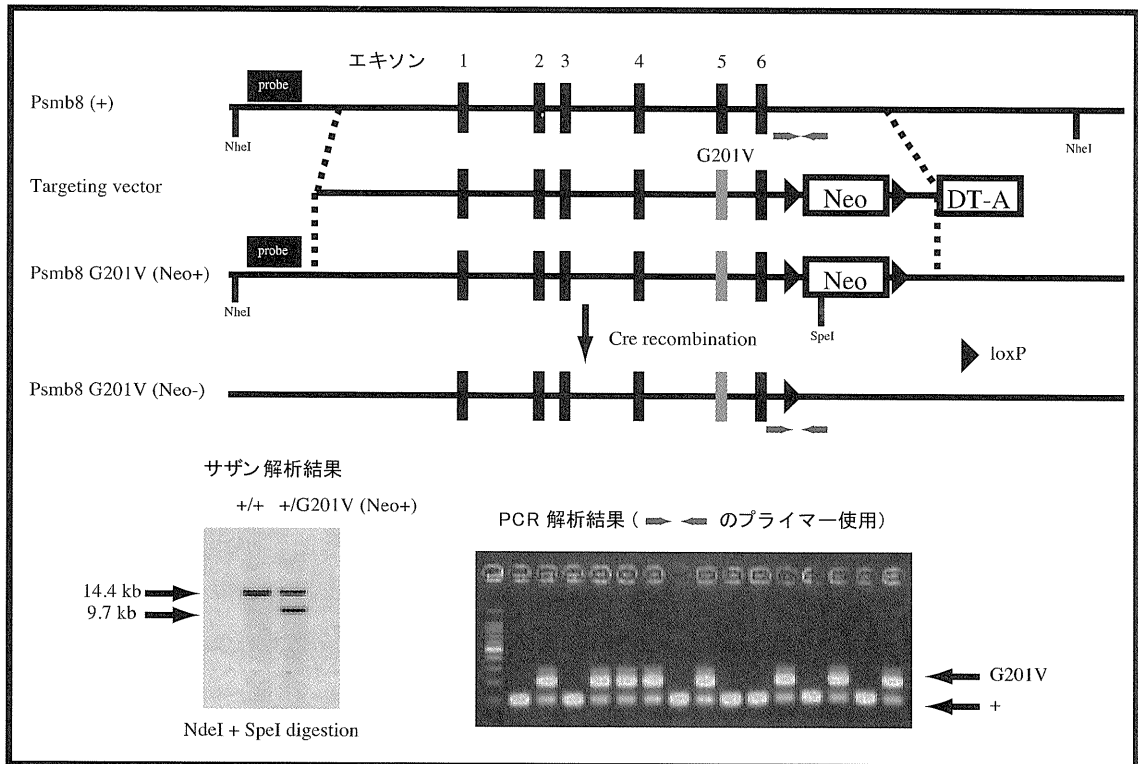 エキソン 1 2 3 4 5 6
probe
Psmb8 (+)
NheI NheI
G201V
Targeting vector
Neo DT-A
probe
Psmb8 G201V (Neo+)
Neo
NheI
SpeI
Cre recombination
loxP
Psmb8 G201V (Neo-)
サザン解析結果
+/+ +/G201V (Neo+)
14.4 kb
9.7 kb
NdeI + SpeI digestion
PCR 解析結果 ( のプライマー使用)
G201V
+